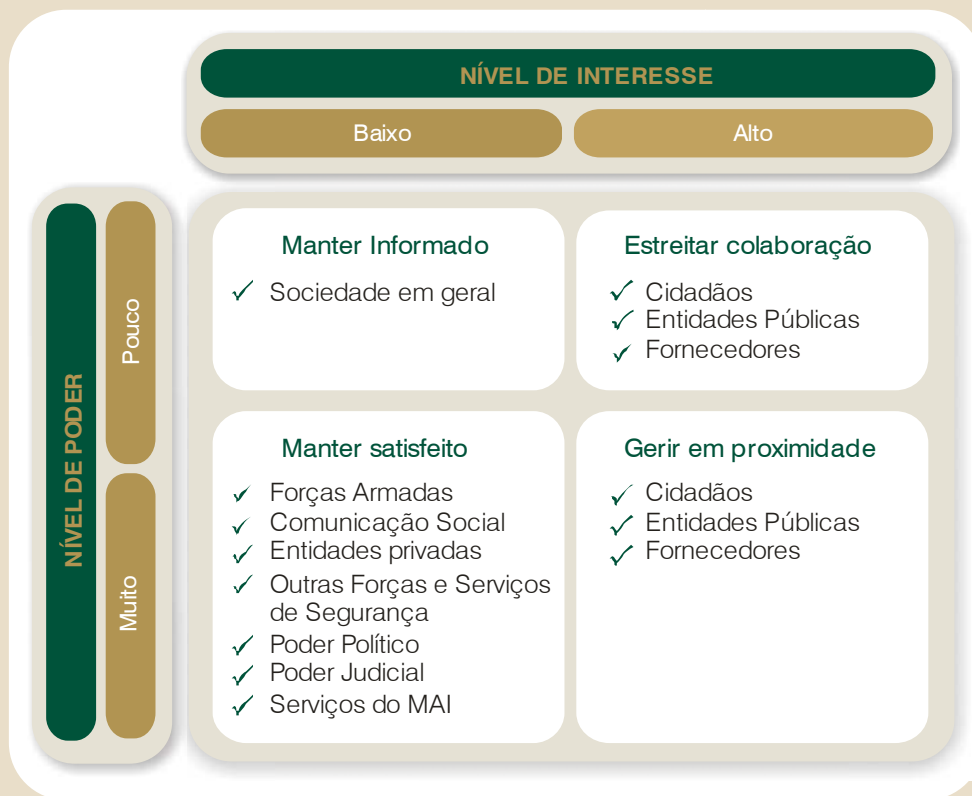 NÍVEL DE INTERESSE
Baixo
Alto
NÍVEL DE PODER
Pouco
Muito
Manter Informado
Sociedade em geral
Estreitar colaboração
Cidadãos
Entidades Públicas
Fornecedores
Manter satisfeito
Forças Armadas
Comunicação Social
Entidades privadas
Outras Forças e Serviços
de Segurança
Poder Político
Poder Judicial
Serviços do MAI
Gerir em proximidade
Cidadãos
Entidades Públicas
Fornecedores